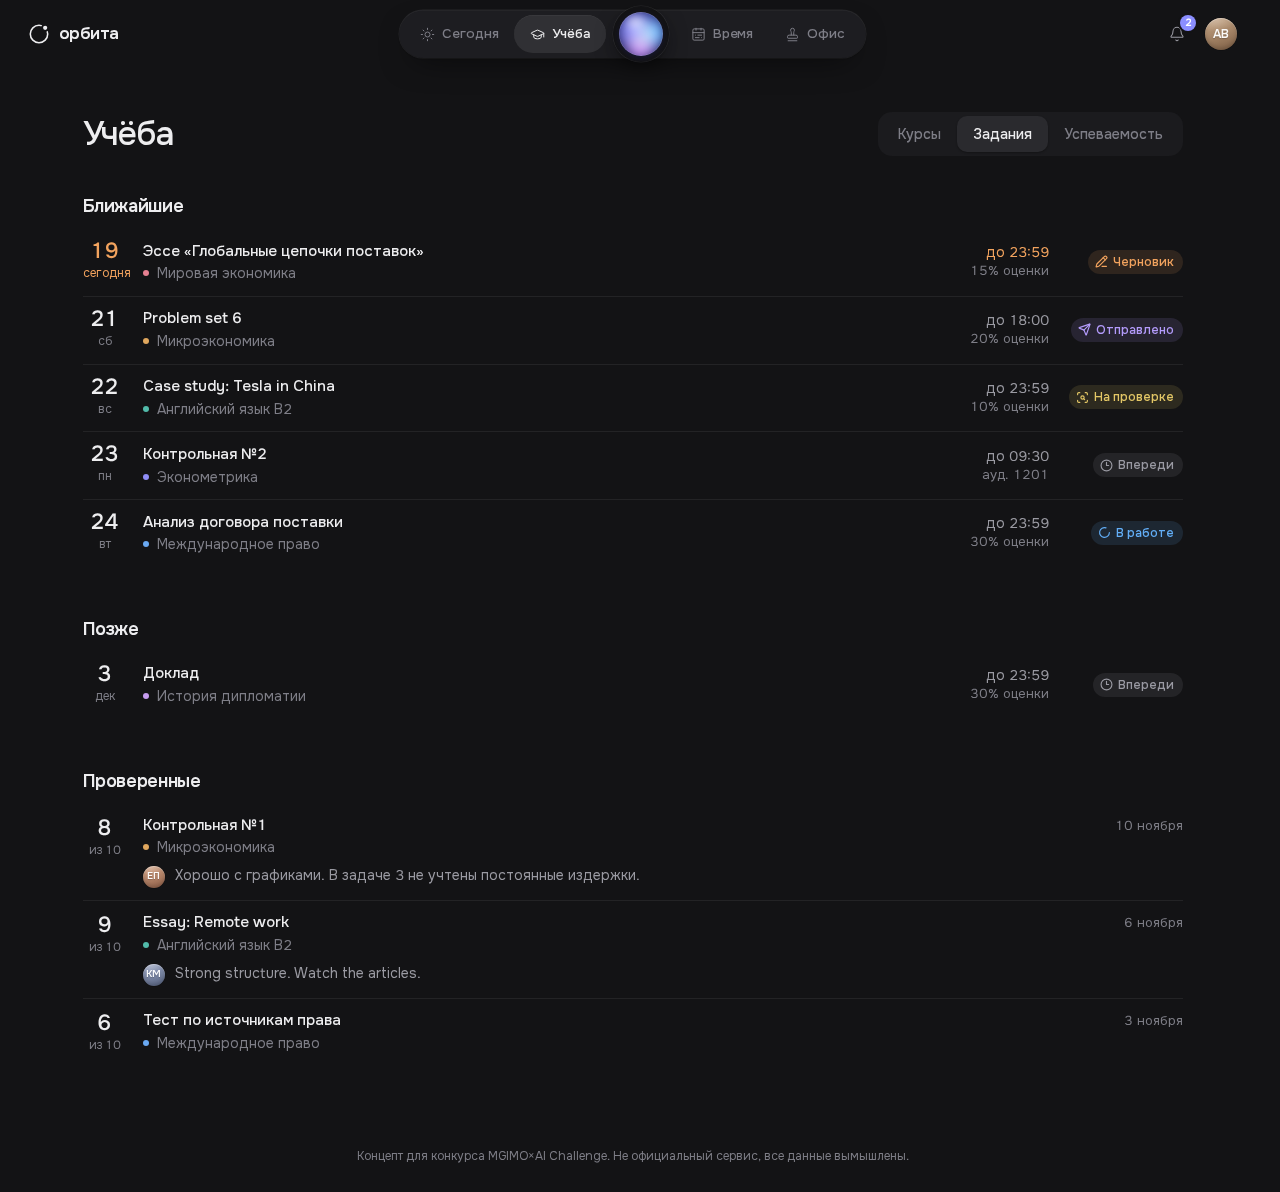 орбита
Сегодня
Учёба
Время
Офис
2
АВ
Учёба
Курсы
Задания
Успеваемость
Ближайшие
19
сегодня
Эссе «Глобальные цепочки поставок»
Мировая экономика
до 23:59
15% оценки
Черновик
21
сб
Problem set 6
Микроэкономика
до 18:00
20% оценки
Отправлено
22
вс
Case study: Tesla in China
Английский язык B2
до 23:59
10% оценки
На проверке
23
пн
Контрольная №2
Эконометрика
до 09:30
ауд. 1201
Впереди
24
вт
Анализ договора поставки
Международное право
до 23:59
30% оценки
В работе
Позже
3
дек
Доклад
История дипломатии
до 23:59
30% оценки
Впереди
Проверенные
8
из 10
Контрольная №1
Микроэкономика
ЕП
Хорошо с графиками. В задаче 3 не учтены постоянные издержки.
10 ноября
9
из 10
Essay: Remote work
Английский язык B2
КМ
Strong structure. Watch the articles.
6 ноября
6
из 10
Тест по источникам права
Международное право
3 ноября
Концепт для конкурса MGIMO×AI Challenge. Не официальный сервис, все данные вымышлены.